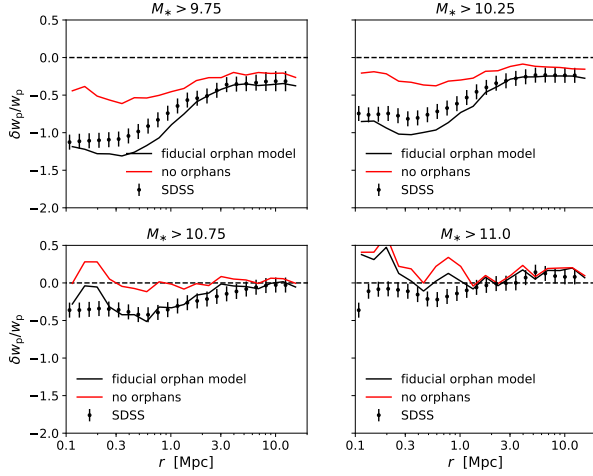 M* > 9.75
M* > 10.25
0.5
0.0
−0.5
−1.0
−1.5
−2.0
δwp/wp
fiducial orphan model
no orphans
SDSS
fiducial orphan model
no orphans
SDSS
M* > 10.75
M* > 11.0
0.5
0.0
−0.5
−1.0
−1.5
−2.0
δwp/wp
fiducial orphan model
no orphans
SDSS
fiducial orphan model
no orphans
SDSS
0.1 0.3 1.0 3.0 10.0
0.1 0.3 1.0 3.0 10.0
r [Mpc]
r [Mpc]